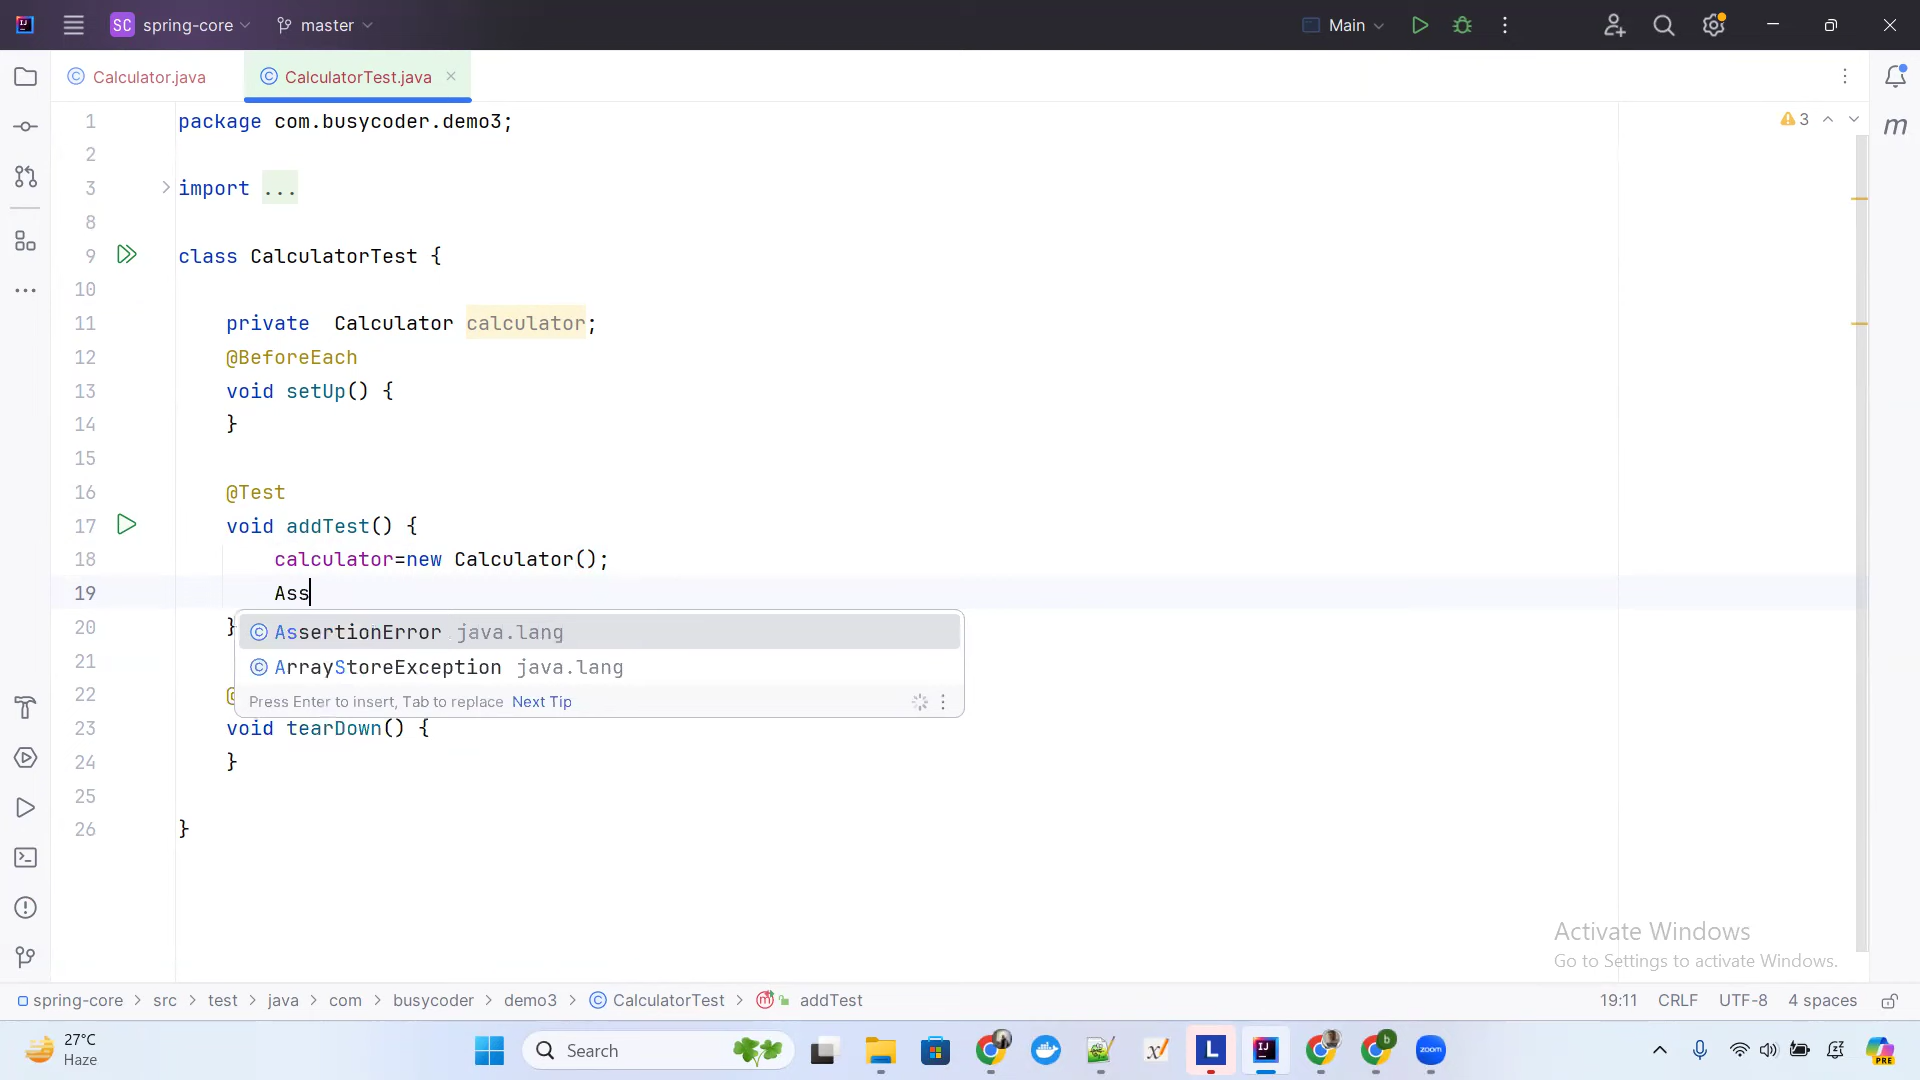 SC spring-core master Main
Calculator.java CalculatorTest.java
3
1 package com.busycoder.demo3;
2
3 import ...
8
9 class CalculatorTest {
10
11 private  Calculator calculator;
12 @BeforeEach
13 void setUp() {
14 }
15
16 @Test
17 void addTest() {
18 calculator=new Calculator();
19 Ass
20 }
AssertionError java.lang
21
ArrayStoreException java.lang
22 @
Press Enter to insert, Tab to replace Next Tip
23 void tearDown() {
24 }
25
26 }
Activate Windows
Go to Settings to activate Windows.
spring-core > src > test > java > com > busycoder > demo3 > CalculatorTest > addTest 19:11 CRLF UTF-8 4 spaces
27°C
Haze
Search
L
zoom
PRE